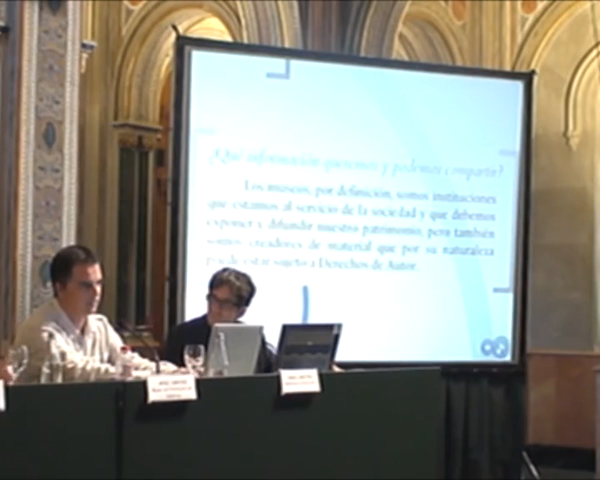 ¿Qué información queremos y podemos compartir?
Los museos, por definición, somos instituciones
que estamos al servicio de la sociedad y que debemos
exponer y difundir nuestro patrimonio, pero también
somos creadores de material que por su naturaleza
puede estar sujeto a Derechos de Autor.